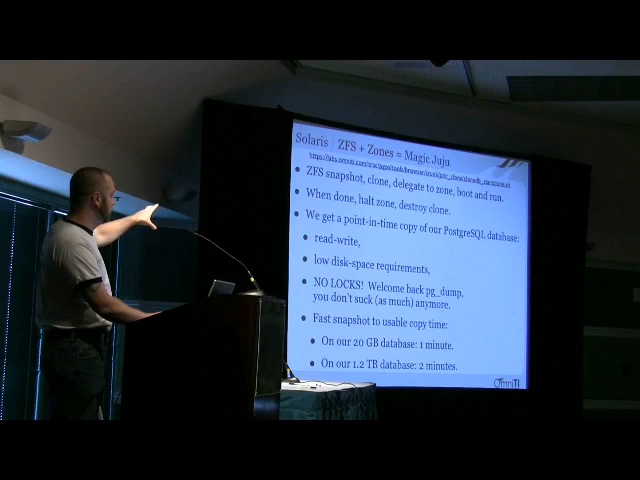 Solaris / ZFS + Zones = Magic Juju
• ZFS snapshot, clone, delegate to zone, boot and run.
• When done, halt zone, destroy clone.
• We get a point-in-time copy of our PostgreSQL database:
• read-write,
• low disk-space requirements,
• NO LOCKS! Welcome back pg_dump,
you don't suck (as much) anymore.
• Fast snapshot to usable copy time:
• On our 20 GB database: 1 minute.
• On our 1.2 TB database: 2 minutes.
OmniTI